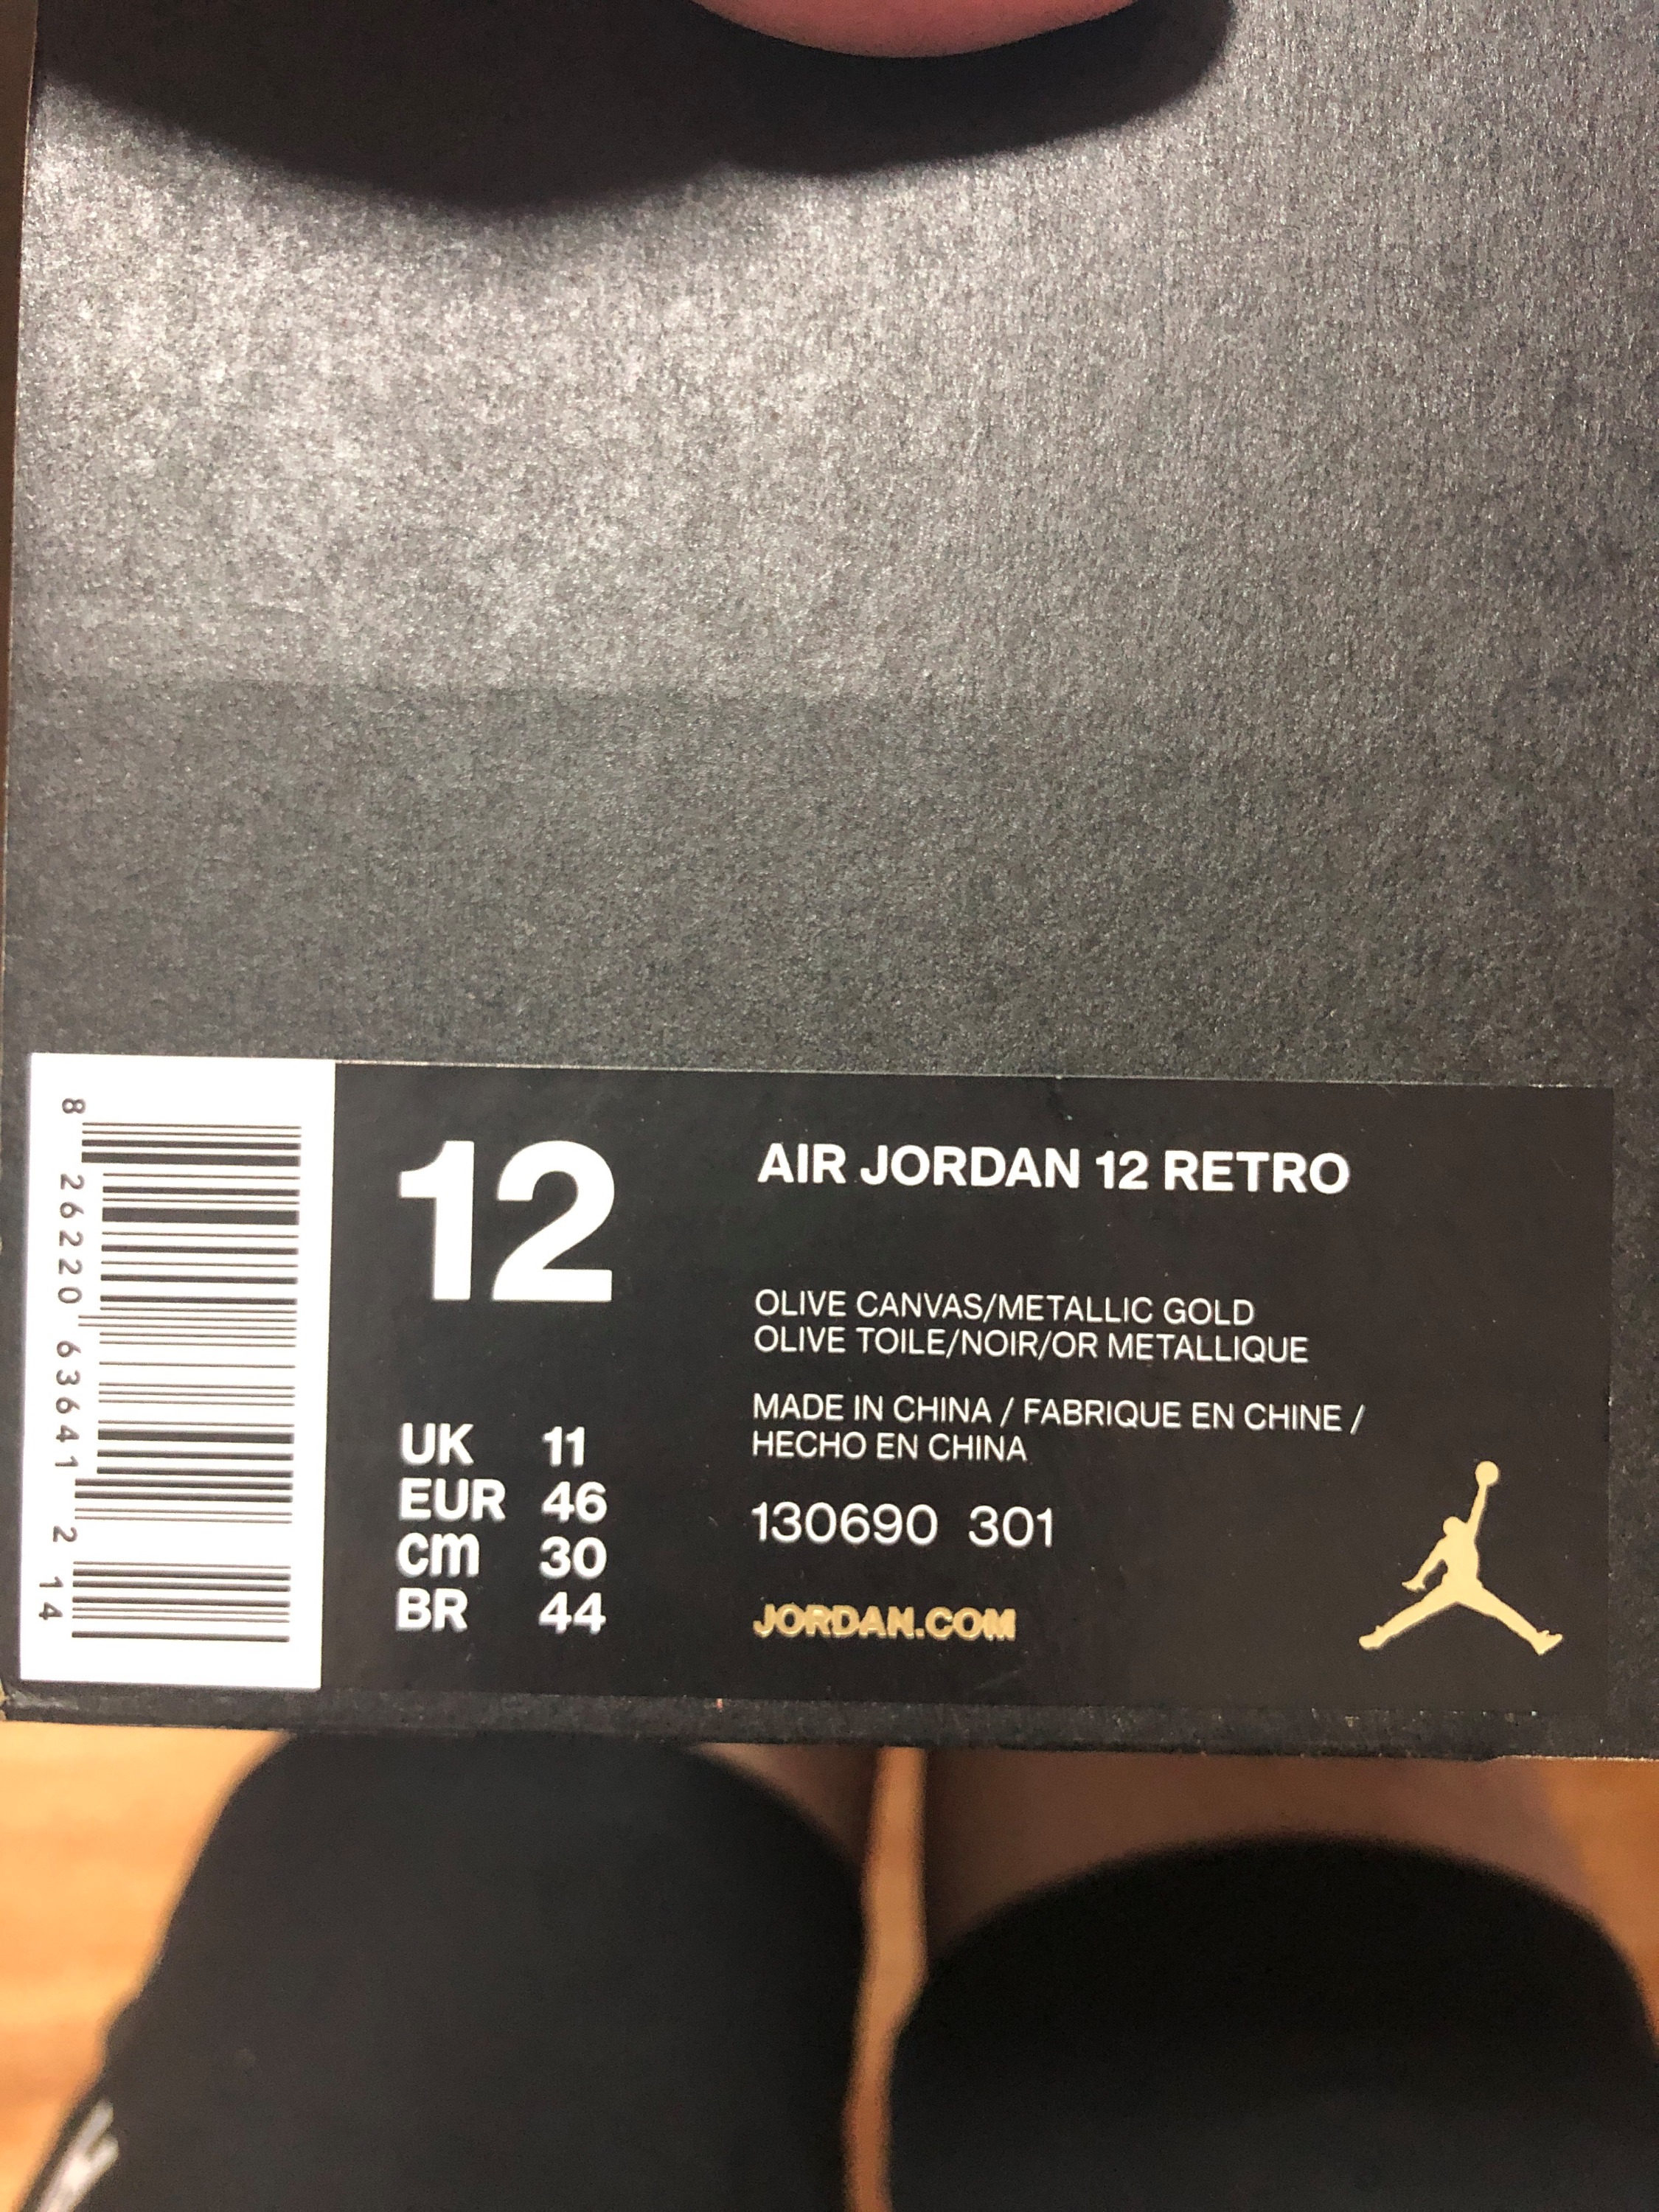 8 26220 63641 2 14
12
AIR JORDAN 12 RETRO
OLIVE CANVAS/METALLIC GOLD
OLIVE TOILE/NOIR/OR METALLIQUE
MADE IN CHINA / FABRIQUE EN CHINE /
HECHO EN CHINA
UK 11
EUR 46
cm 30
BR 44
130690 301
JORDAN.COM